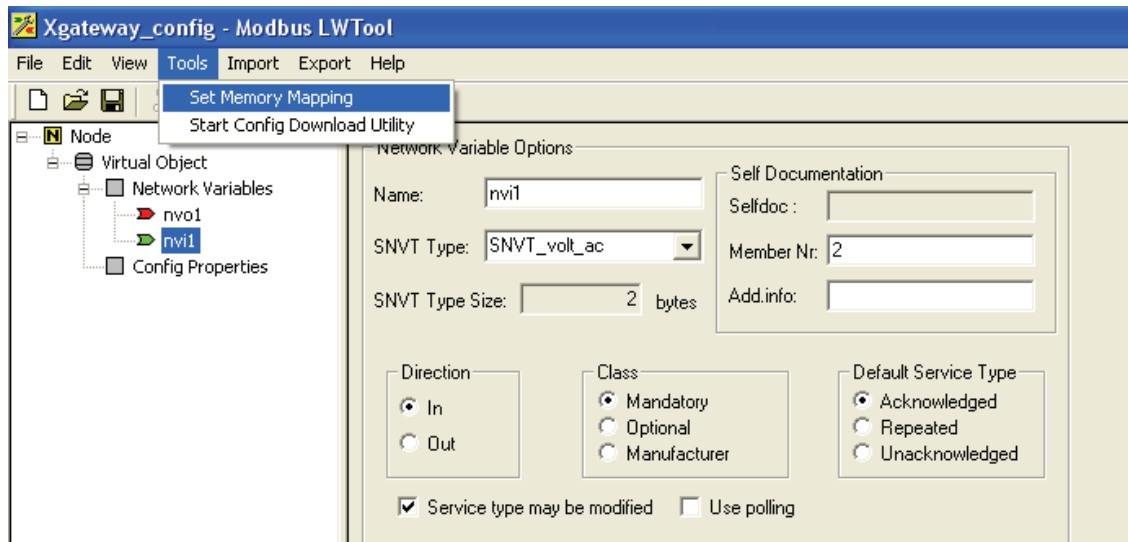 Xgateway_config - Modbus LWTool
File Edit View Tools Import Export Help
Set Memory Mapping
Start Config Download Utility
Node
Virtual Object
Network Variables
nvo1
nvi1
Config Properties
Network Variable Options
Name: nvi1
SNVT Type: SNVT_volt_ac
SNVT Type Size: 2 bytes
Self Documentation
Selfdoc :
Member Nr: 2
Add.info:
Direction
In
Out
Class
Mandatory
Optional
Manufacturer
Default Service Type
Acknowledged
Repeated
Unacknowledged
Service type may be modified Use polling